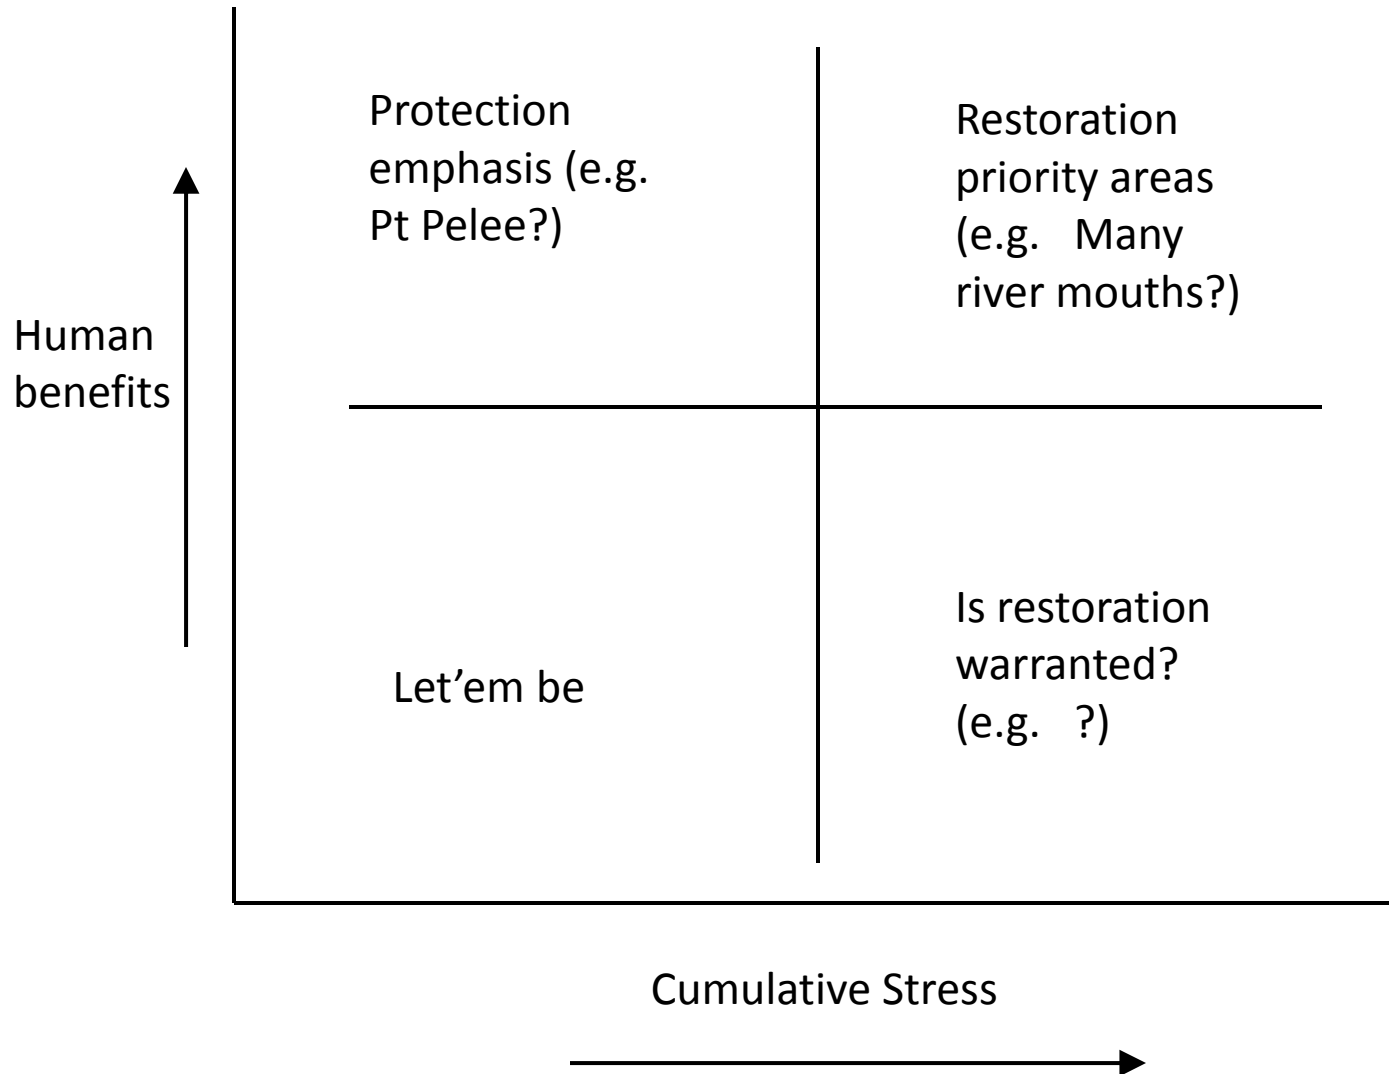 Protection
emphasis (e.g.
Pt Pelee?)
Restoration
priority areas
(e.g.   Many
river mouths?)
Human
benefits
Let’em be
Is restoration
warranted?
(e.g.   ?)
Cumulative Stress